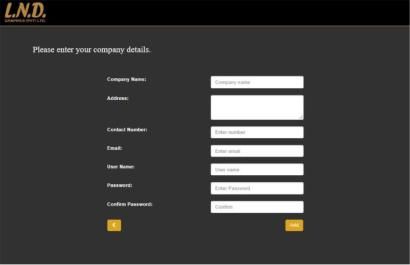 L.N.D.
GRAPHICS (PVT) LTD.
Please enter your company details.
Company Name:
Company name
Address:
Contact Number:
Enter number
Email:
Enter email
User Name:
User name
Password:
Enter Password
Confirm Password:
Confirm
Add